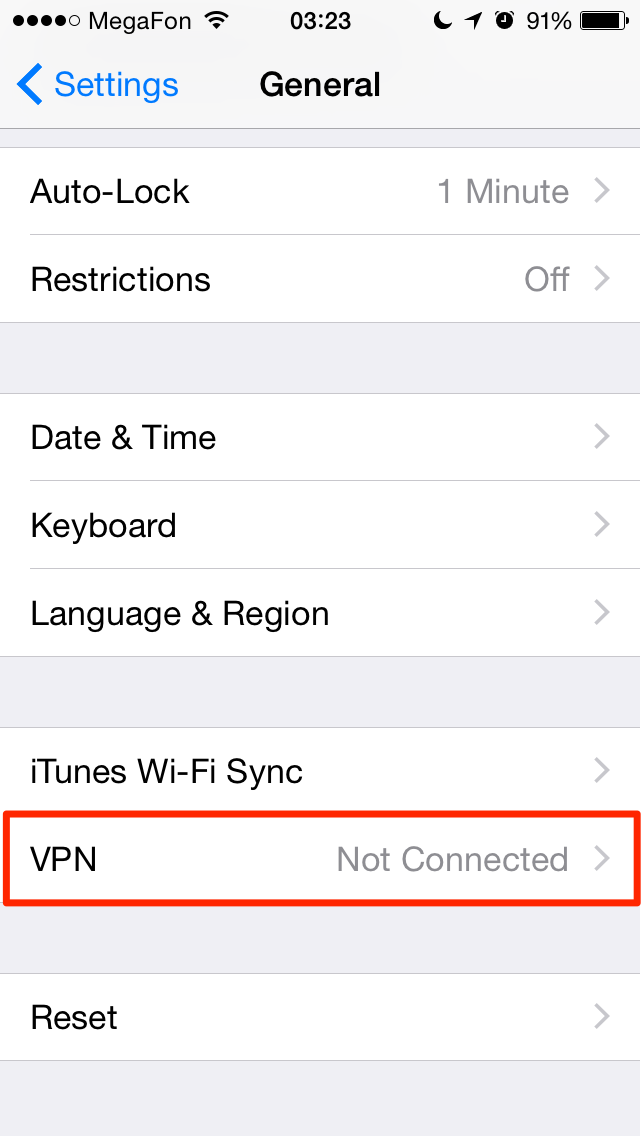 MegaFon 03:23 91%
Settings General
Auto-Lock 1 Minute
Restrictions Off
Date & Time
Keyboard
Language & Region
iTunes Wi-Fi Sync
VPN Not Connected
Reset